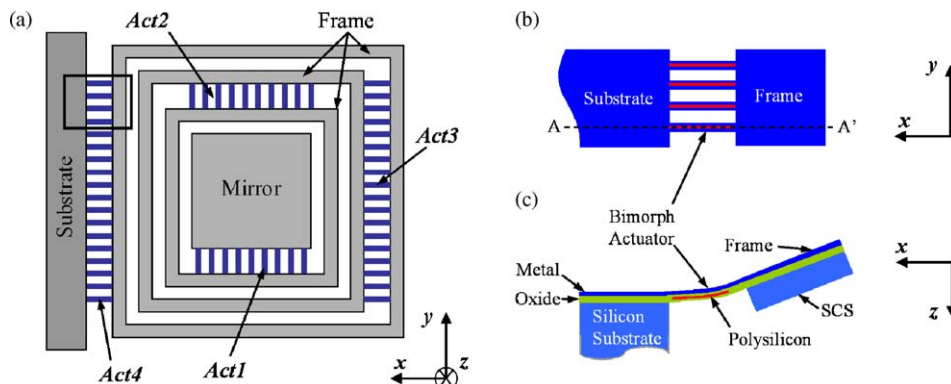 (a)
Act2
Frame
Substrate
Act3
Mirror
Act4
Act1
y
x
z
(b)
Substrate
Frame
A
A'
y
x
Bimorph
Actuator
(c)
Frame
Metal
Oxide
Silicon
Substrate
SCS
Polysilicon
x
z